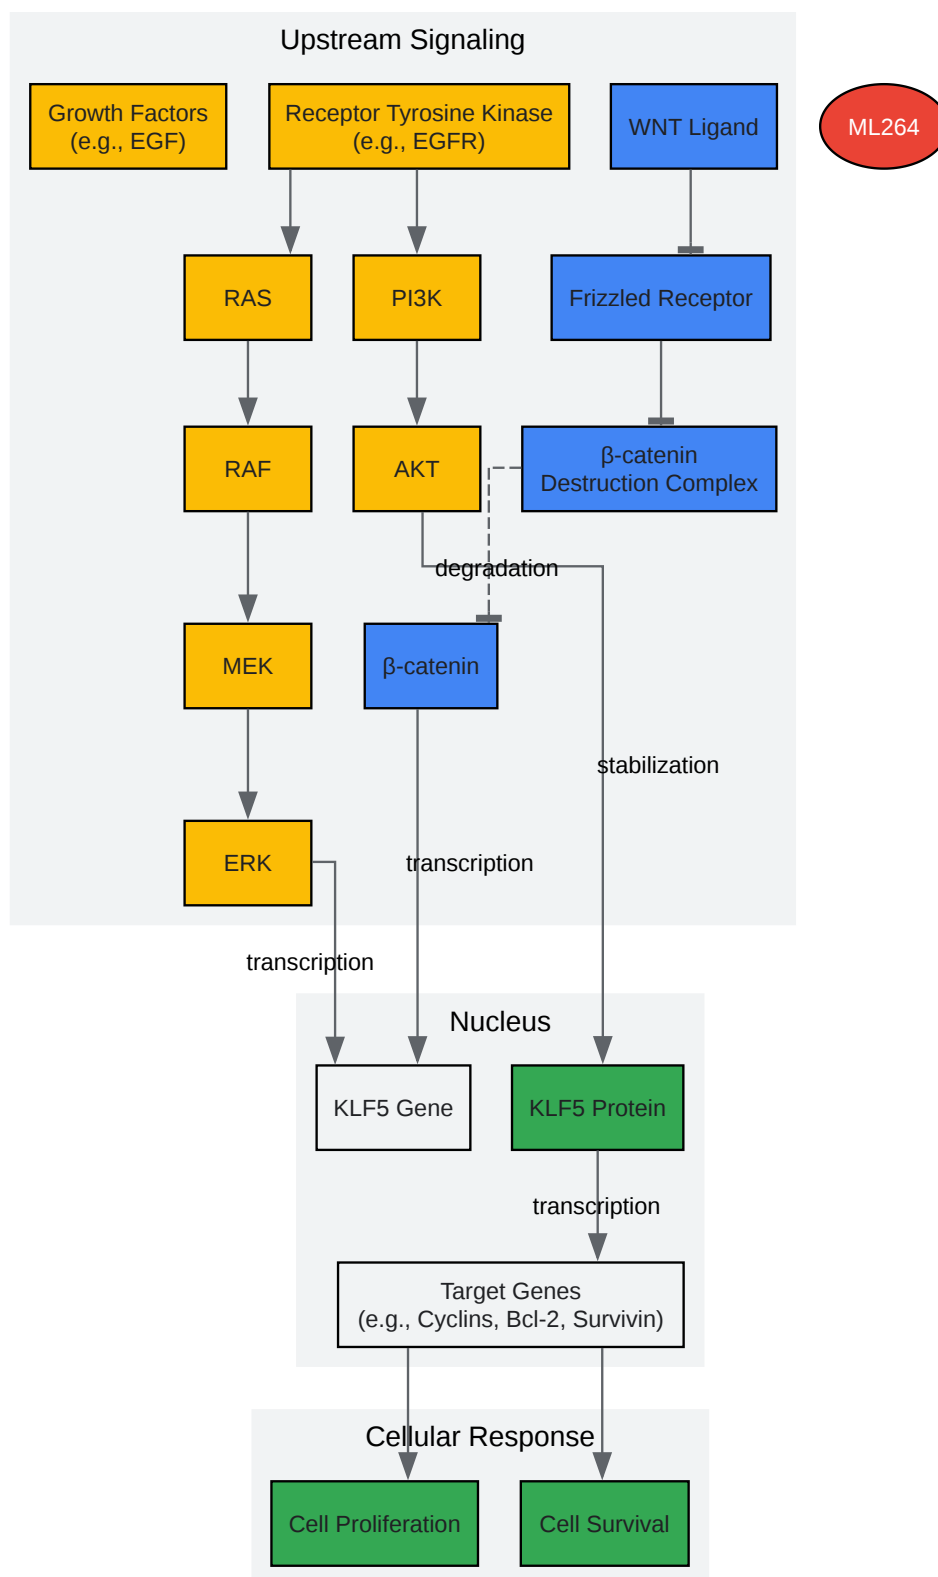 Upstream Signaling
Growth Factors
(e.g., EGF)
Receptor Tyrosine Kinase
(e.g., EGFR)
WNT Ligand
ML264
RAS
PI3K
Frizzled Receptor
RAF
AKT
β-catenin
Destruction Complex
degradation
MEK
β-catenin
stabilization
ERK
transcription
transcription
Nucleus
KLF5 Gene
KLF5 Protein
transcription
Target Genes
(e.g., Cyclins, Bcl-2, Survivin)
Cellular Response
Cell Proliferation
Cell Survival